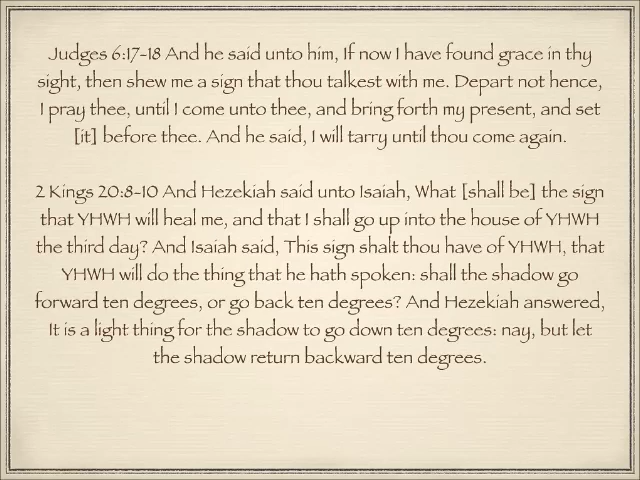 Judges 6:17-18 And he said unto him, If now I have found grace in thy
sight, then shew me a sign that thou talkest with me. Depart not hence,
I pray thee, until I come unto thee, and bring forth my present, and set
[it] before thee. And he said, I will tarry until thou come again.
2 Kings 20:8-10 And Hezekiah said unto Isaiah, What [shall be] the sign
that YHWH will heal me, and that I shall go up into the house of YHWH
the third day? And Isaiah said, This sign shalt thou have of YHWH, that
YHWH will do the thing that he hath spoken: shall the shadow go
forward ten degrees, or go back ten degrees? And Hezekiah answered,
It is a light thing for the shadow to go down ten degrees: nay, but let
the shadow return backward ten degrees.